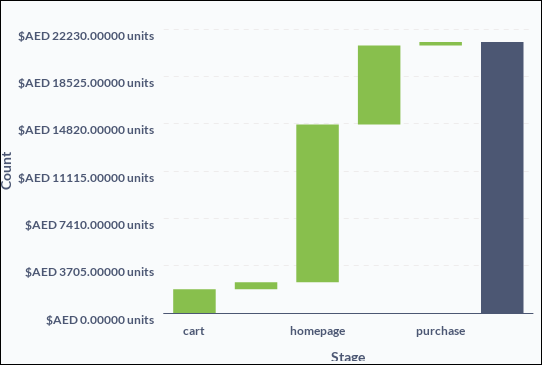 $AED 22230.00000 units
$AED 18525.00000 units
$AED 14820.00000 units
$AED 11115.00000 units
$AED 7410.00000 units
$AED 3705.00000 units
$AED 0.00000 units
Count
cart homepage purchase
Stage